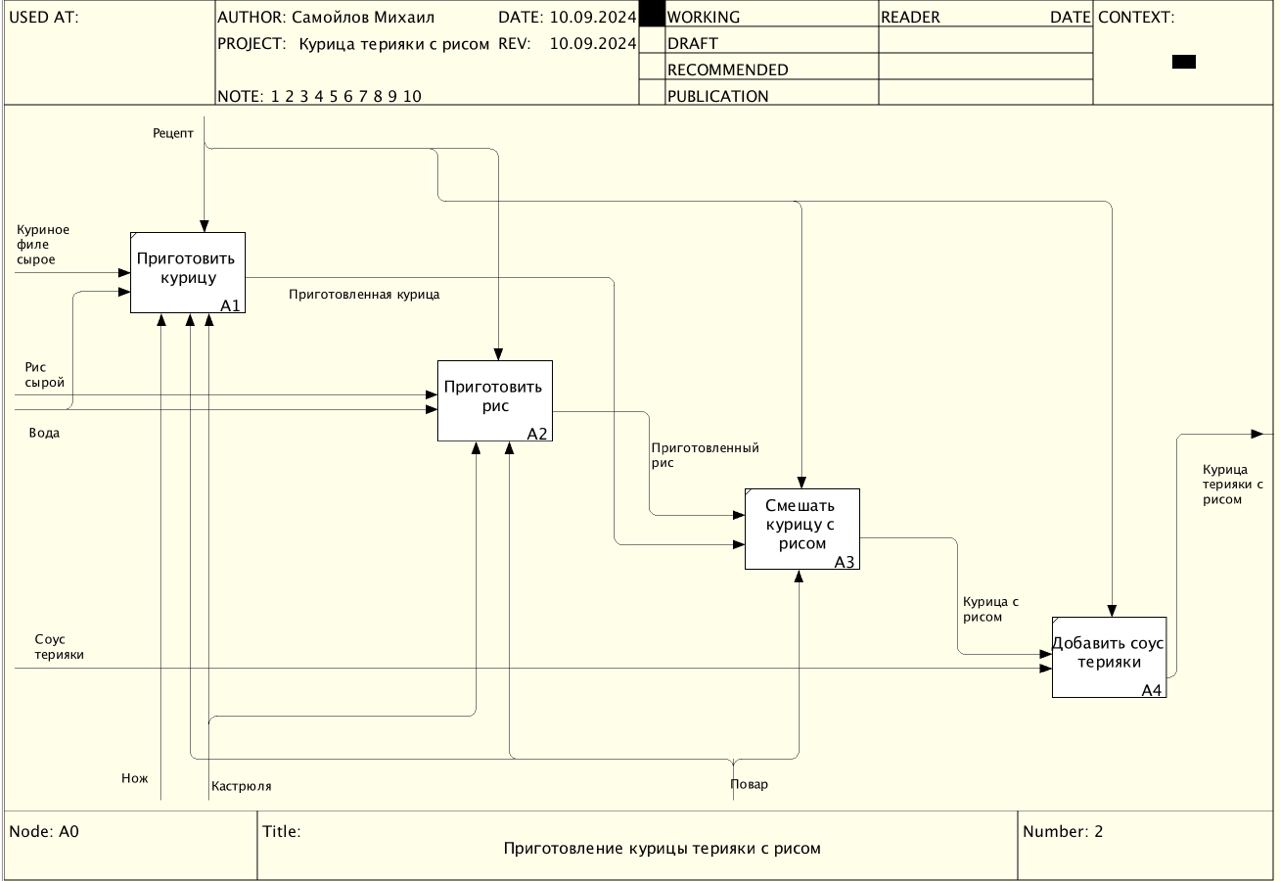 USED AT:
AUTHOR: Самойлов Михаил
DATE: 10.09.2024
PROJECT: Курица терияки с рисом
REV: 10.09.2024
NOTE: 1 2 3 4 5 6 7 8 9 10
WORKING
DRAFT
RECOMMENDED
PUBLICATION
READER
DATE
CONTEXT:
Рецепт
Куриное
филе
сырое
Приготовить
курицу
A1
Приготовленная курица
Рис
сырой
Вода
Приготовить
рис
A2
Приготовленный
рис
Смешать
курицу с
рисом
A3
Курица
терияки с
рисом
Курица с
рисом
Соус
терияки
Добавить соус
терияки
A4
Нож
Кастрюля
Повар
Node: A0
Title:
Приготовление курицы терияки с рисом
Number: 2